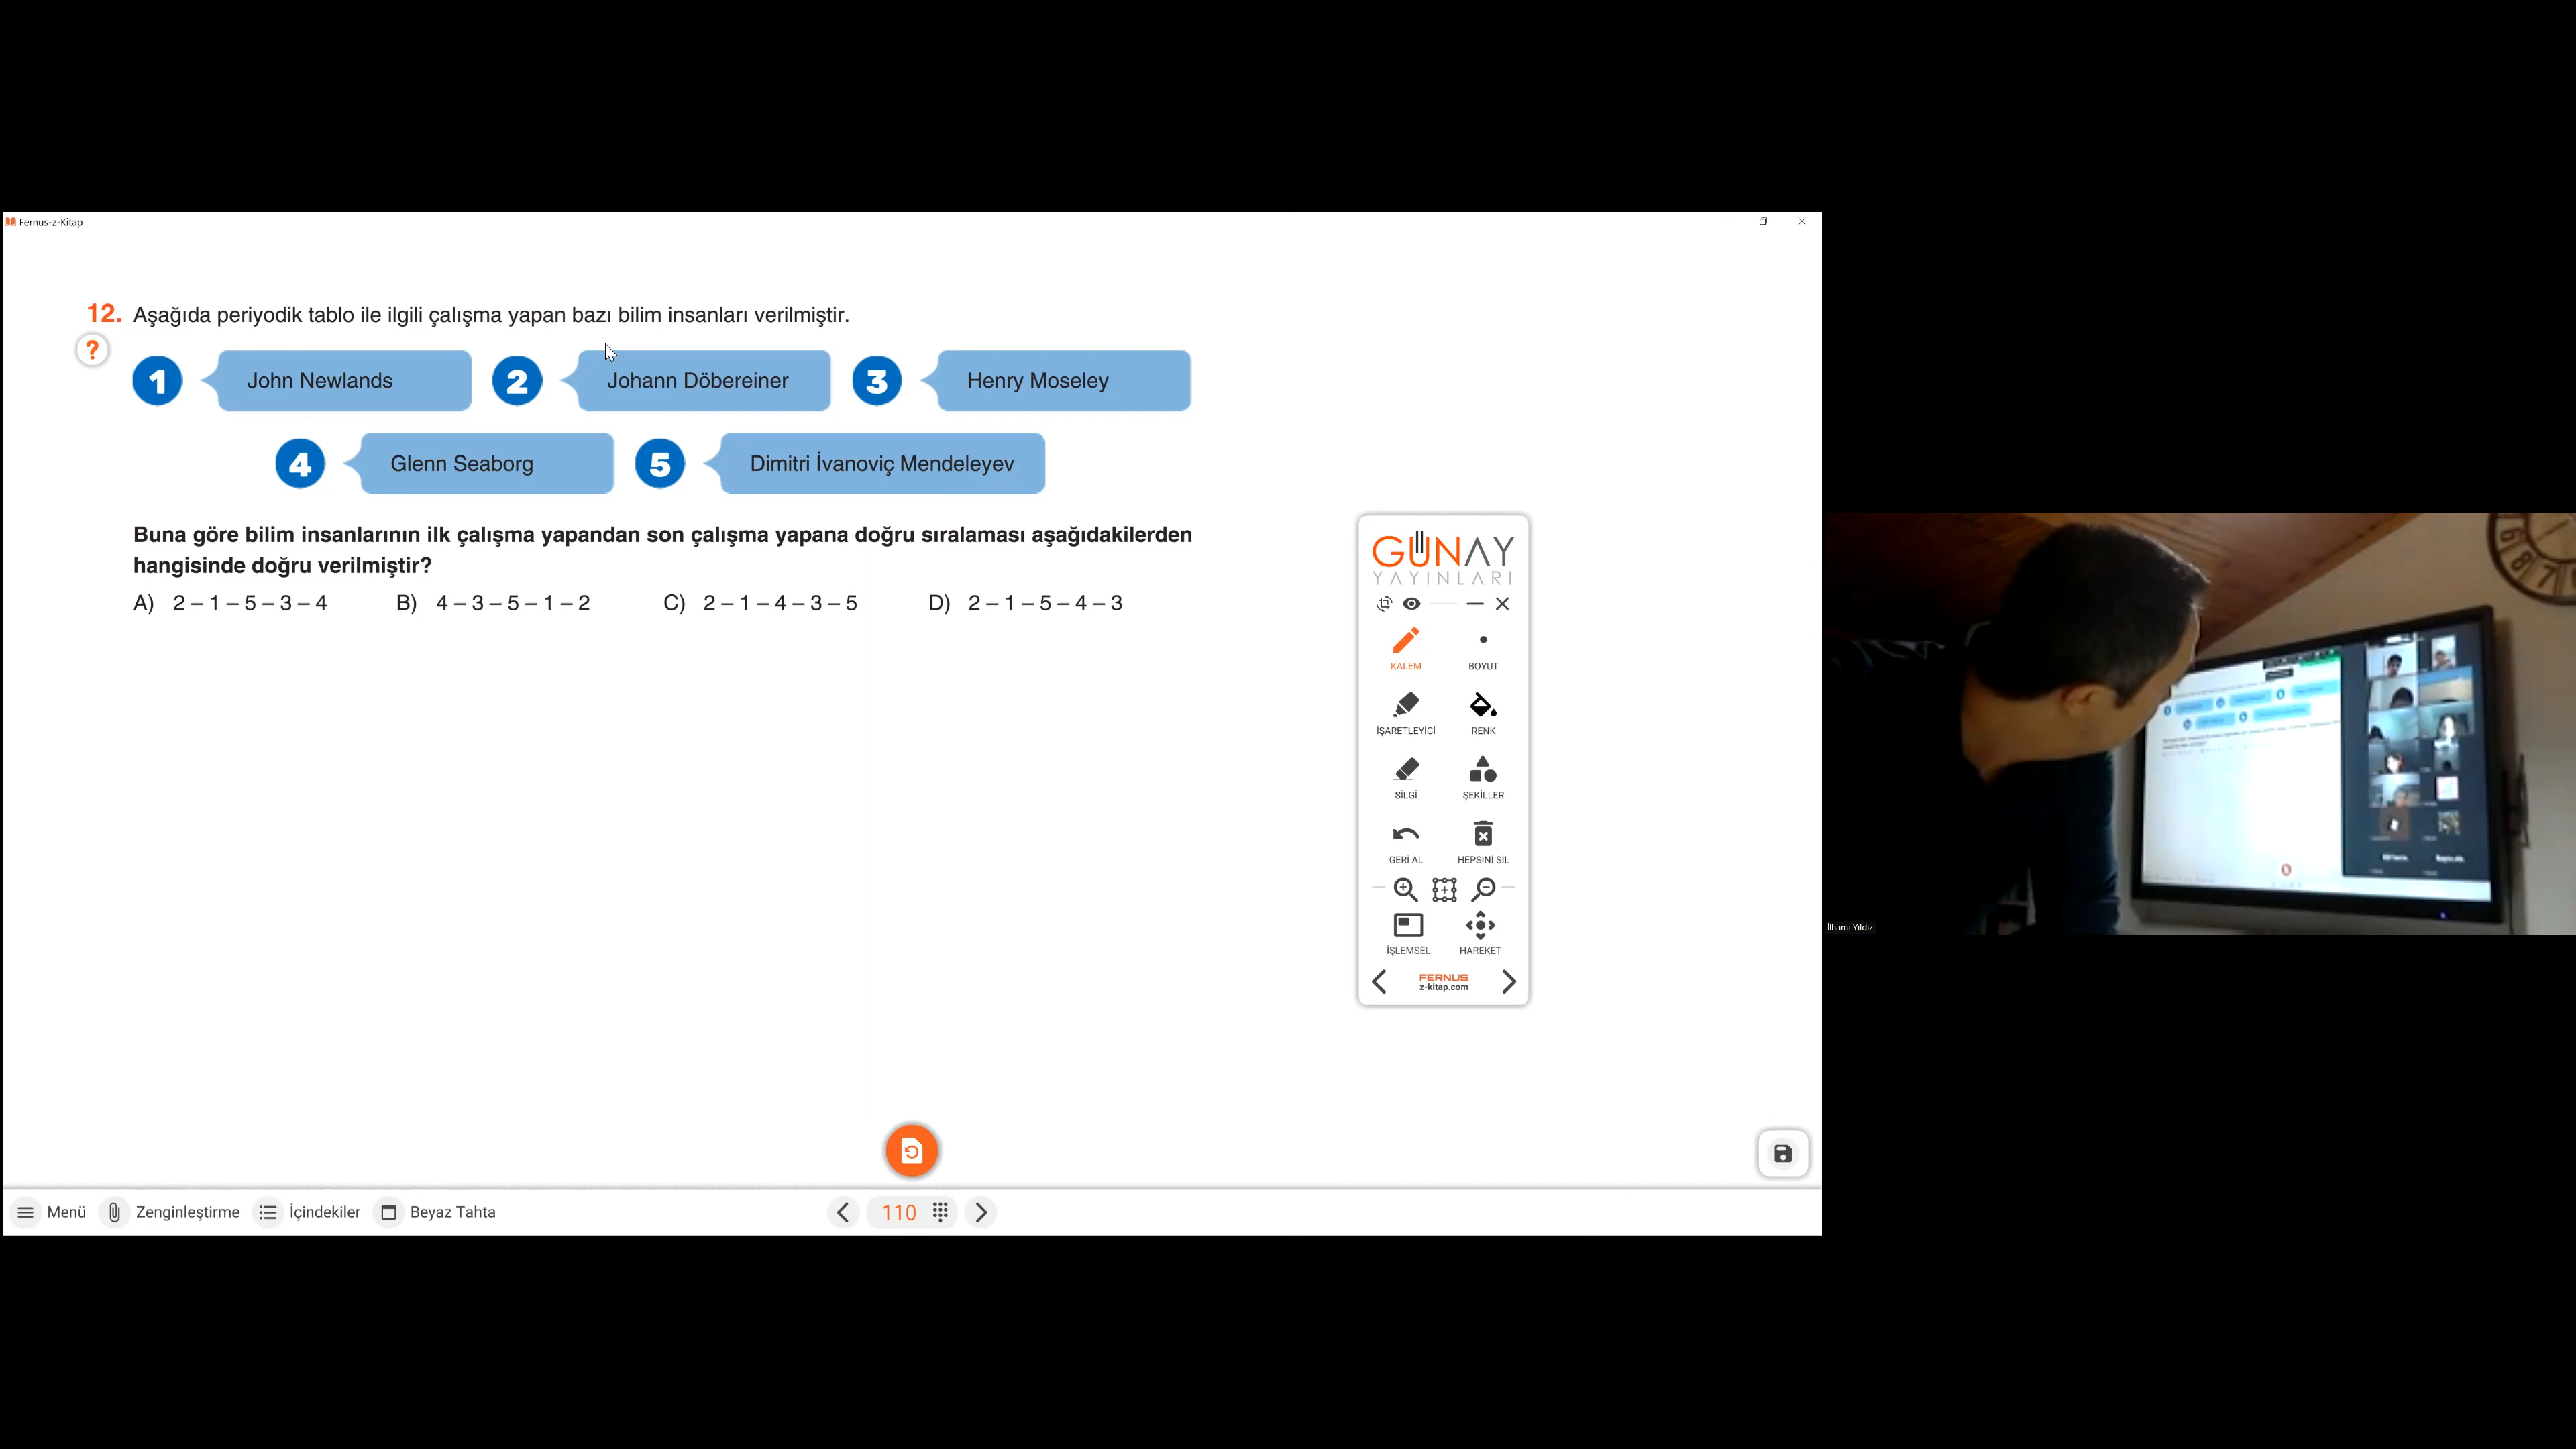 Fernus-z-Kitap
12. Aşağıda periyodik tablo ile ilgili çalışma yapan bazı bilim insanları verilmiştir.
?
1 John Newlands 2 Johann Döbereiner 3 Henry Moseley
4 Glenn Seaborg 5 Dimitri İvanoviç Mendeleyev
Buna göre bilim insanlarının ilk çalışma yapandan son çalışma yapana doğru sıralaması aşağıdakilerden
hangisinde doğru verilmiştir?
A) 2 – 1 – 5 – 3 – 4 B) 4 – 3 – 5 – 1 – 2 C) 2 – 1 – 4 – 3 – 5 D) 2 – 1 – 5 – 4 – 3
GÜNAY
YAYINLARI
KALEM BOYUT
İŞARETLEYİCİ RENK
SİLGİ ŞEKİLLER
GERİ AL HEPSİNİ SİL
İŞLEMSEL HAREKET
FERNUS
z-kitap.com
Menü Zenginleştirme İçindekiler Beyaz Tahta 110
İlhami Yıldız
6 8 7